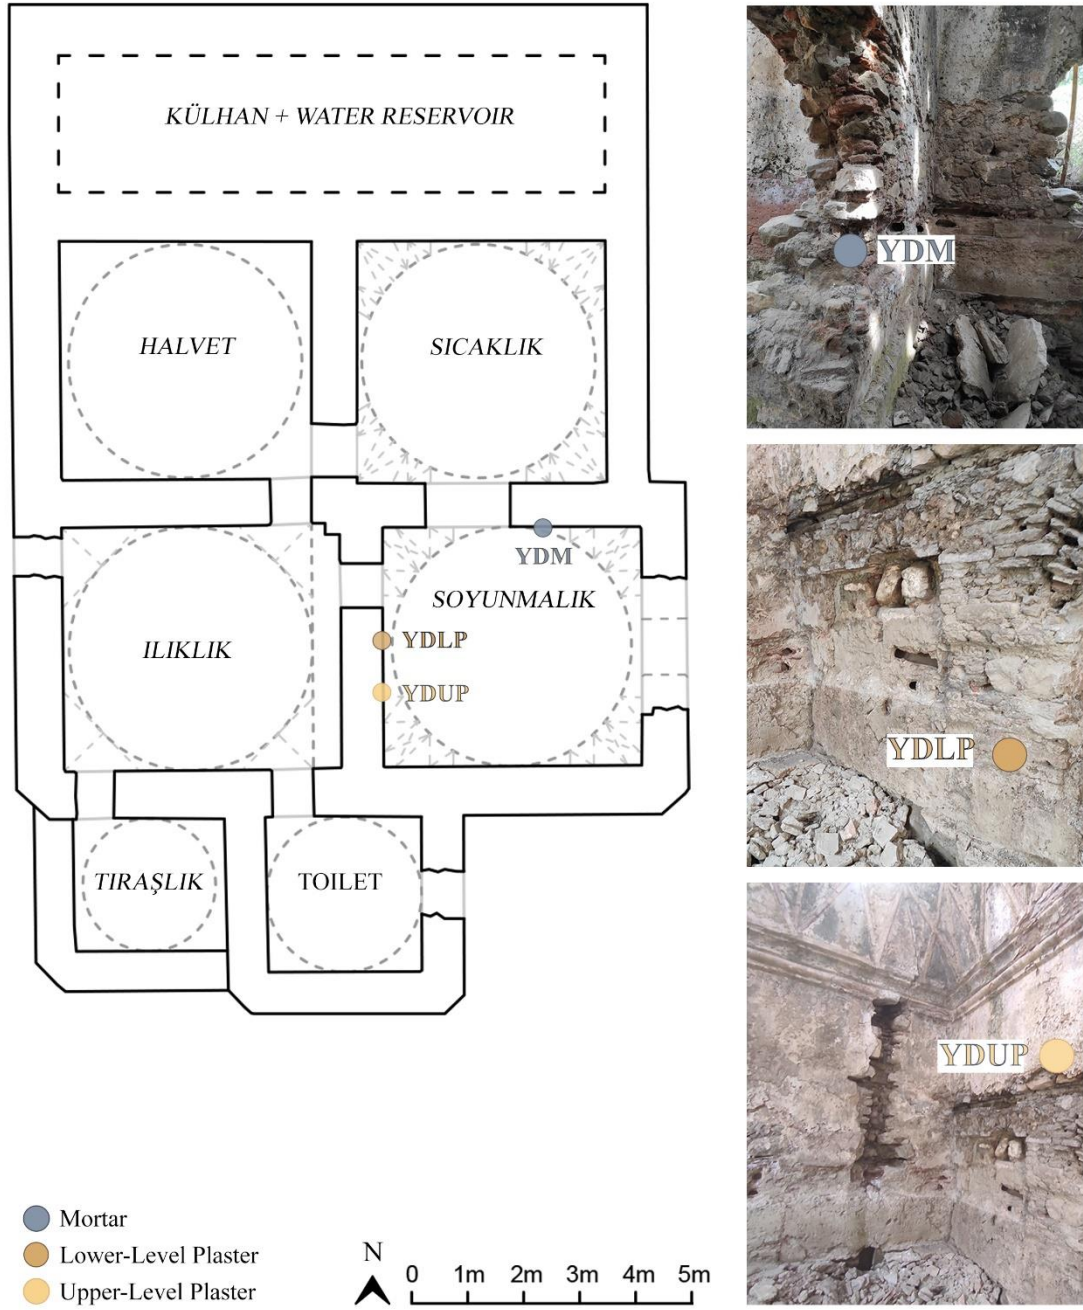 KÜLHAN + WATER RESERVOIR
HALVET
SICAKLIK
YDM
SOYUNMALIK
ILIKLIK
YDLP
YDUP
TIRAŞLIK
TOILET
Mortar
Lower-Level Plaster
Upper-Level Plaster
N
0 1m 2m 3m 4m 5m
YDM
YDLP
YDUP